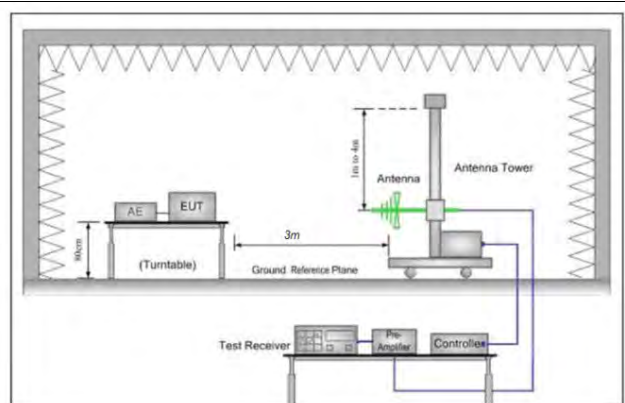 1m to 4m
Antenna
Antenna Tower
AE
EUT
80cm
(Turntable)
3m
Ground Reference Plane
Test Receiver
Pre-
Amplifier
Controller